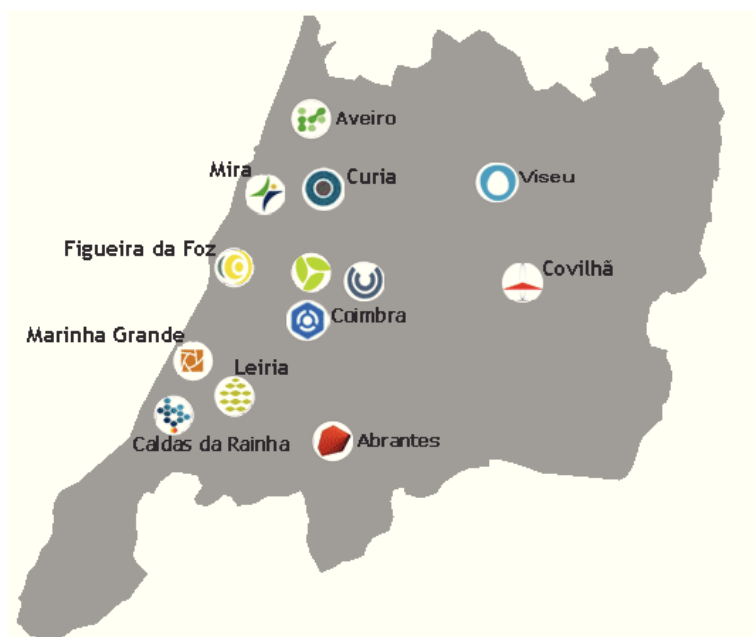 Aveiro
Mira
Curia
Viseu
Figueira da Foz
Covilhã
Coimbra
Marinha Grande
Leiria
Caldas da Rainha
Abrantes